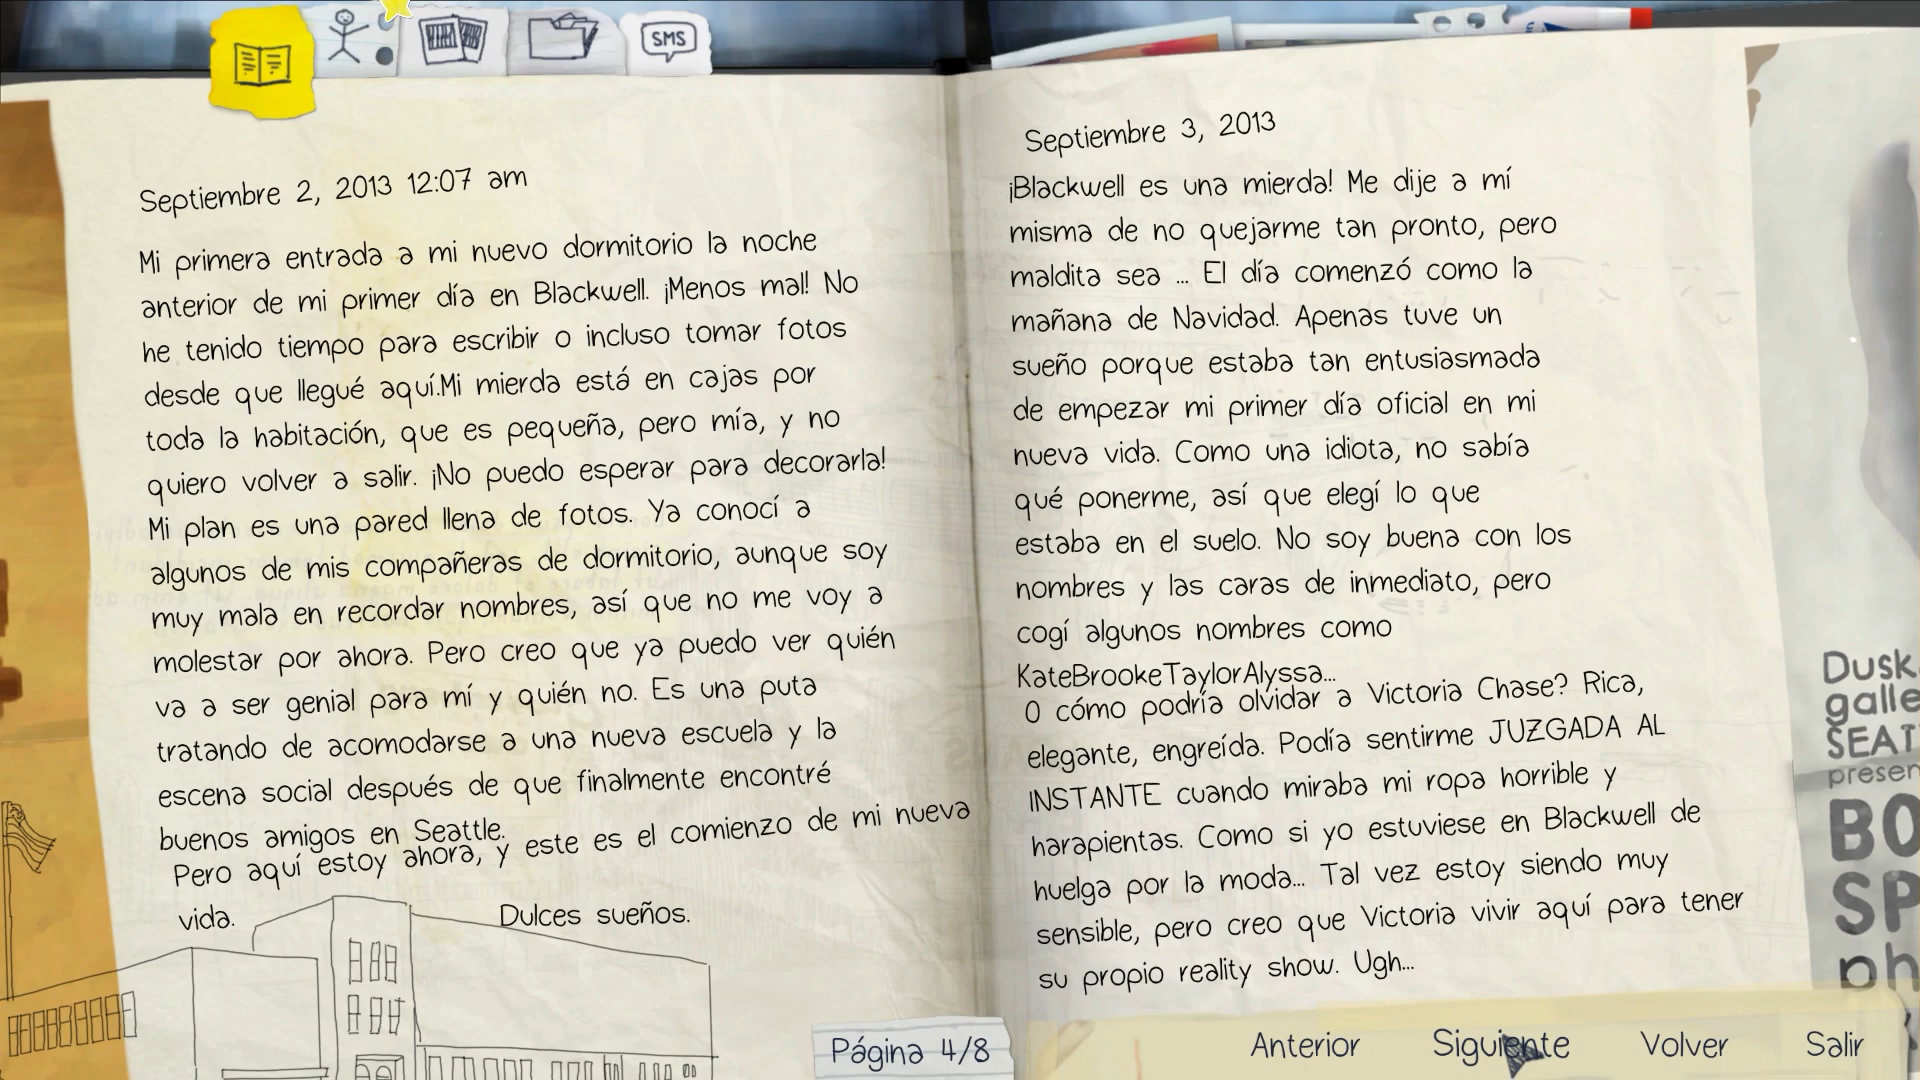 SMS
Septiembre 2, 2013 12:07 am
Mi primera entrada a mi nuevo dormitorio la noche
anterior de mi primer día en Blackwell. ¡Menos mal! No
he tenido tiempo para escribir o incluso tomar fotos
desde que llegué aquí.Mi mierda está en cajas por
toda la habitación, que es pequeña, pero mía, y no
quiero volver a salir. ¡No puedo esperar para decorarla!
Mi plan es una pared llena de fotos. Ya conocí a
algunos de mis compañeras de dormitorio, aunque soy
muy mala en recordar nombres, así que no me voy a
molestar por ahora. Pero creo que ya puedo ver quién
va a ser genial para mí y quién no. Es una puta
tratando de acomodarse a una nueva escuela y la
escena social después de que finalmente encontré
buenos amigos en Seattle.
Pero aquí estoy ahora, y este es el comienzo de mi nueva
vida.
Dulces sueños.
Septiembre 3, 2013
¡Blackwell es una mierda! Me dije a mí
misma de no quejarme tan pronto, pero
maldita sea ... El día comenzó como la
mañana de Navidad. Apenas tuve un
sueño porque estaba tan entusiasmada
de empezar mi primer día oficial en mi
nueva vida. Como una idiota, no sabía
qué ponerme, así que elegí lo que
estaba en el suelo. No soy buena con los
nombres y las caras de inmediato, pero
cogí algunos nombres como
KateBrookeTaylorAlyssa...
O cómo podría olvidar a Victoria Chase? Rica,
elegante, engreída. Podía sentirme JUZGADA AL
INSTANTE cuando miraba mi ropa horrible y
harapientas. Como si yo estuviese en Blackwell de
huelga por la moda... Tal vez estoy siendo muy
sensible, pero creo que Victoria vivir aquí para tener
su propio reality show. Ugh...
Dusk
galle
SEAT
presen
BO
SP
ph
Página 4/8
Anterior Siguiente Volver Salir